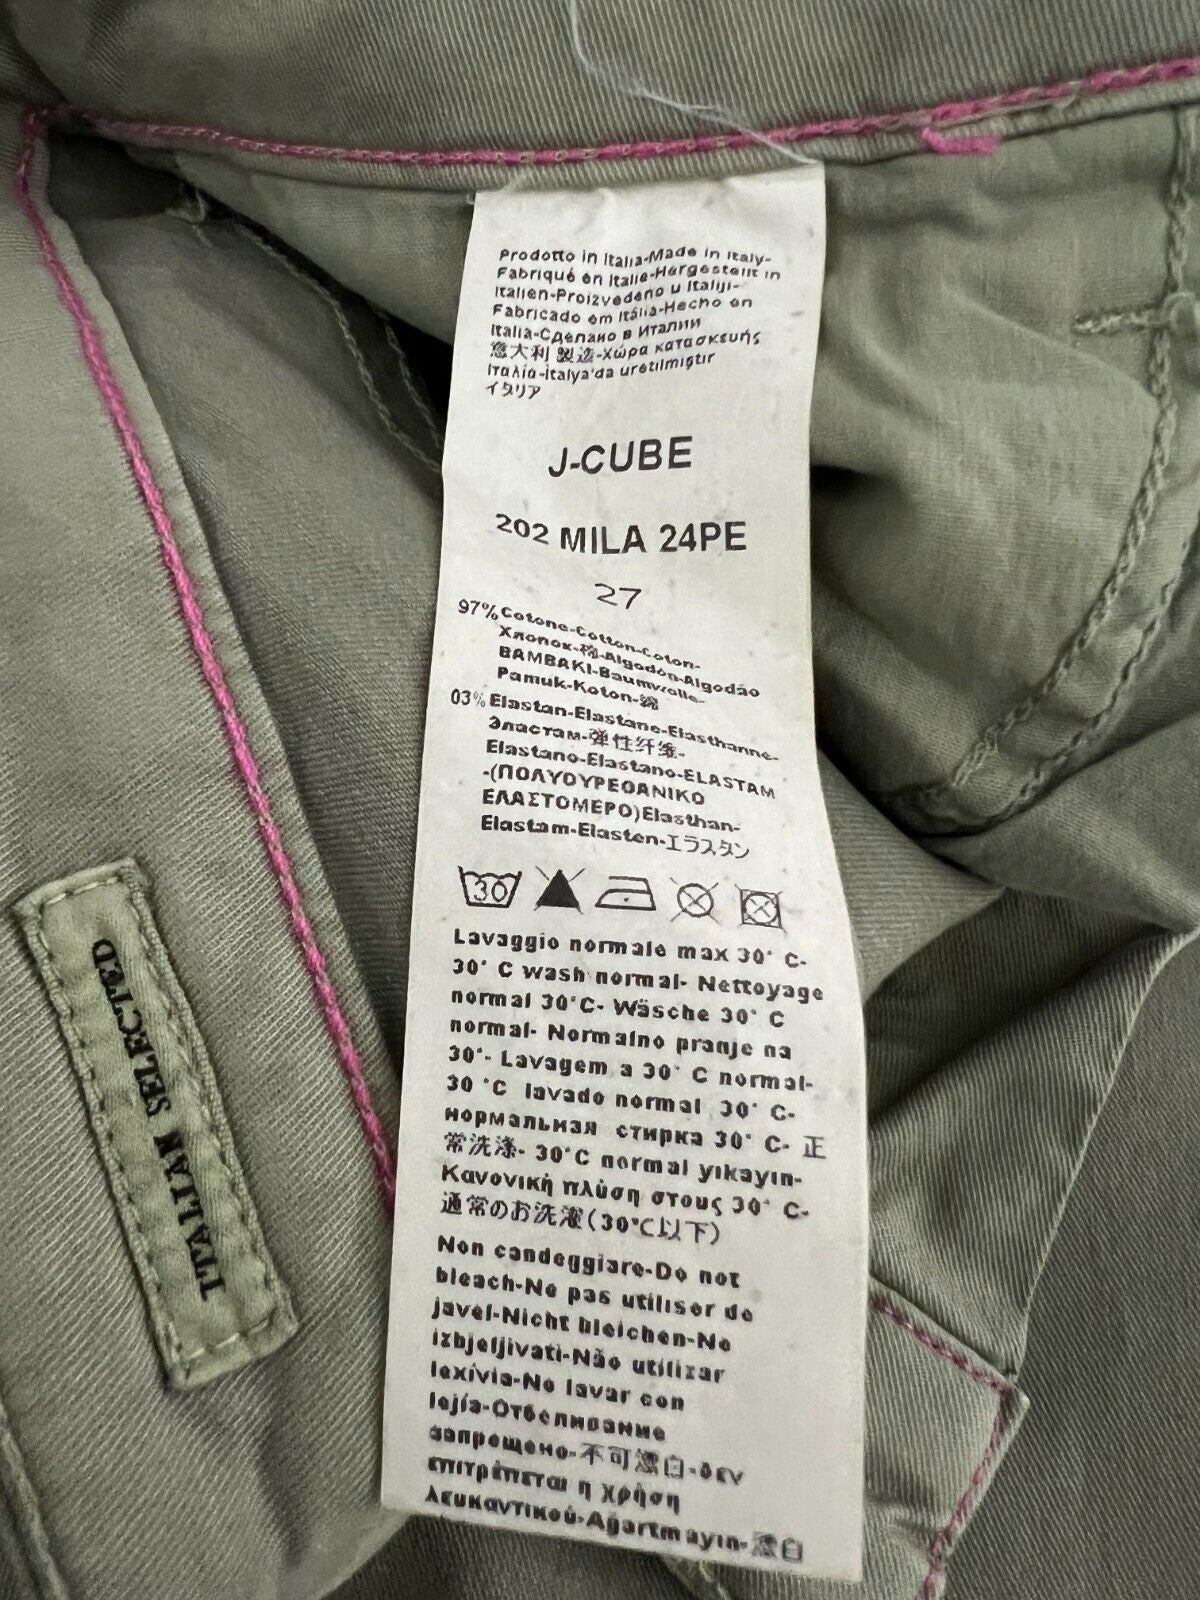 Prodotto in Italia-Made in Italy-
Fabriqué en Italie-Hergestellt in
Italien-Proizvedeno u Italiji-
Fabricado em Itália-Hecho en
Italia-Сделано в Италии
意大利 製造-Χώρα κατασκευής
Ιταλία-İtalya'da üretilmiştir
イタリア
J-CUBE
202 MILA 24PE
27
97% Cotone-Cotton-Coton-
Хлопок-棉-Algodón-Algodão
BAMBAKI-Baumwolle-
Pamuk-Koton-綿
03% Elastan-Elastane-Elasthanne-
Эластам-弹性纤维-
Elastano-Elastano-ELASTAM
-(ΠΟΛΥΟΥΡΕΘΑΝΙΚΟ
ΕΛΑΣΤΟΜΕΡΟ)Elasthan-
Elastam-Elasten-エラスタン
30
Lavaggio normale max 30° C-
30° C wash normal- Nettoyage
normal 30°C- Wäsche 30° C
normal- Normalno pranje na
30°- Lavagem a 30° C normal-
30 °C lavado normal 30° C-
нормальная стирка 30° C- 正
常洗涤- 30°C normal yıkayın-
Κανονική πλύση στους 30° C-
通常のお洗濯(30℃以下)
Non candeggiare-Do not
bleach-Ne pas utiliser de
javel-Nicht bleichen-Ne
izbjeljivati-Não utilizar
lexívia-No lavar con
lejía-Отбеливание
запрещено-不可漂白-δεν
επιτρέπεται η χρήση
λευκαντικού-Ağartmayın-漂白
ITALIAN SELECTED